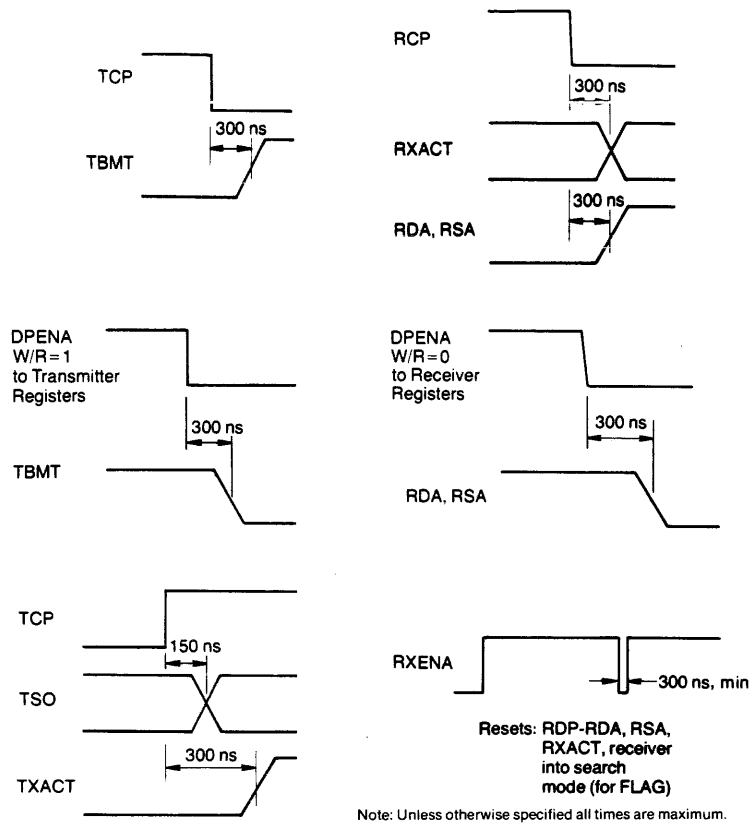 TCP
300 ns
TBMT
RCP
300 ns
RXACT
300 ns
RDA, RSA
DPENA
W/R=1
to Transmitter
Registers
300 ns
TBMT
DPENA
W/R=0
to Receiver
Registers
300 ns
RDA, RSA
TCP
150 ns
TSO
300 ns
TXACT
RXENA
300 ns, min
Resets: RDP-RDA, RSA,
RXACT, receiver
into search
mode (for FLAG)
Note: Unless otherwise specified all times are maximum.